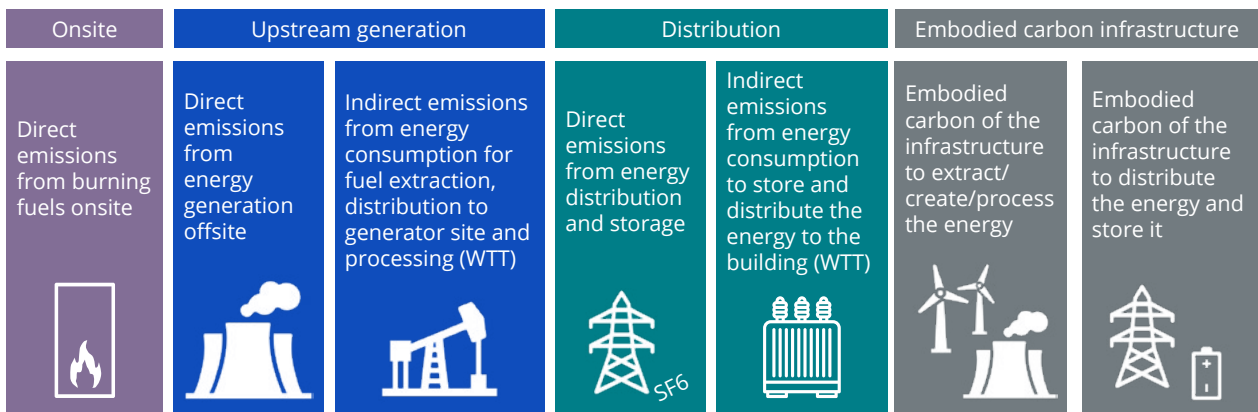 Onsite
Direct
emissions
from burning
fuels onsite
Upstream generation
Direct
emissions
from
energy
generation
offsite
Indirect emissions
from energy
consumption for
fuel extraction,
distribution to
generator site and
processing (WTT)
Distribution
Direct
emissions
from energy
distribution
and storage
SF6
Indirect
emissions
from energy
consumption
to store and
distribute the
energy to the
building (WTT)
Embodied carbon infrastructure
Embodied
carbon of the
infrastructure
to extract/
create/process
the energy
Embodied
carbon of the
infrastructure
to distribute
the energy and
store it
+
-